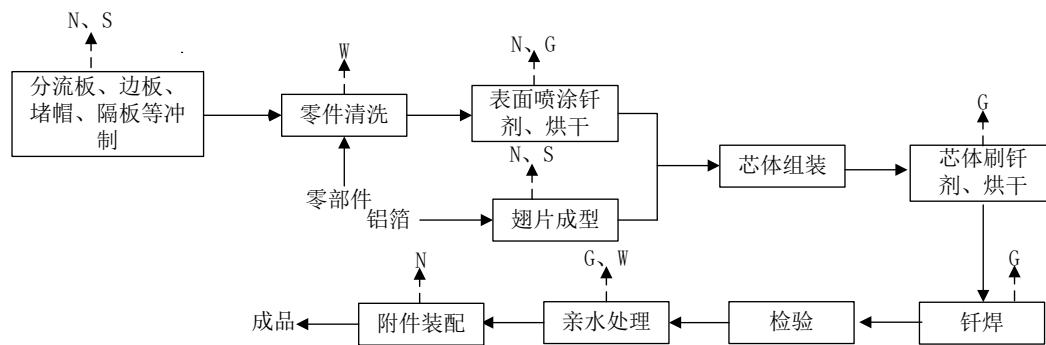 N、S
分流板、边板、
堵帽、隔板等冲
制
W
零件清洗
零部件
N、G
表面喷涂钎
剂、烘干
N、S
铝箔
翅片成型
芯体组装
G
芯体刷钎
剂、烘干
G
钎焊
检验
G、W
亲水处理
N
附件装配
成品